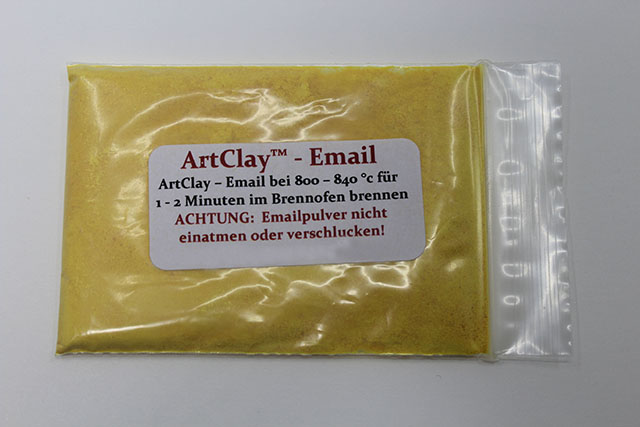 ArtClay™ - Email
ArtClay – Email bei 800 – 840 °c für
1 - 2 Minuten im Brennofen brennen
ACHTUNG: Emailpulver nicht
einatmen oder verschlucken!